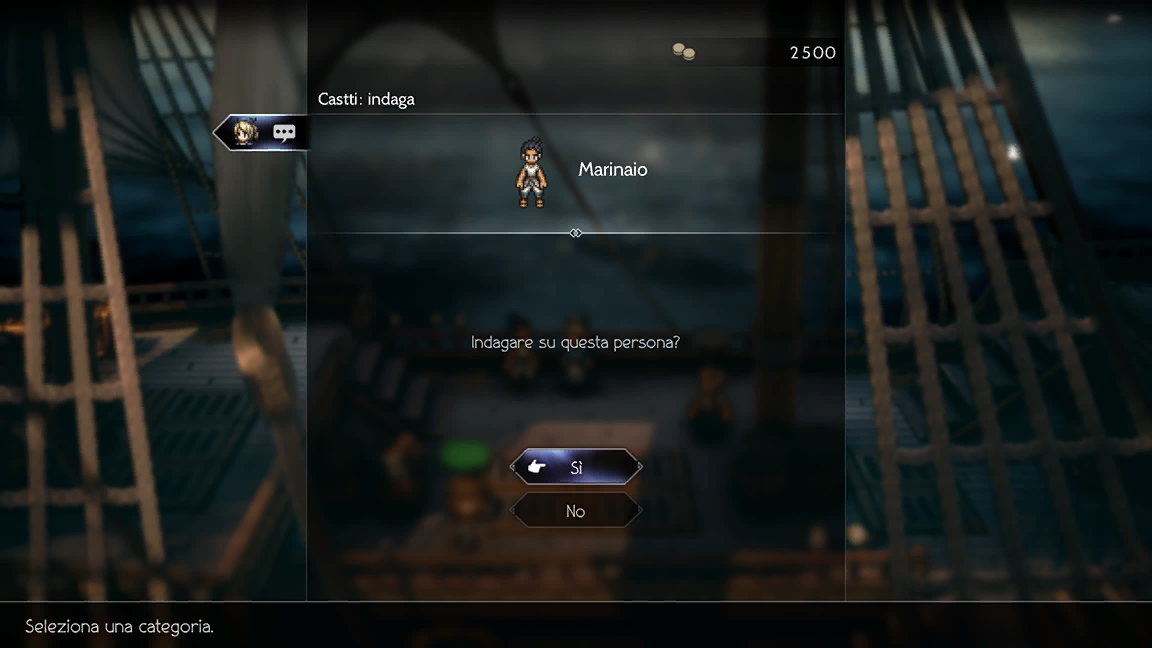 2500
Castti: indaga
Marinaio
Indagare su questa persona?
Sì
No
Seleziona una categoria.